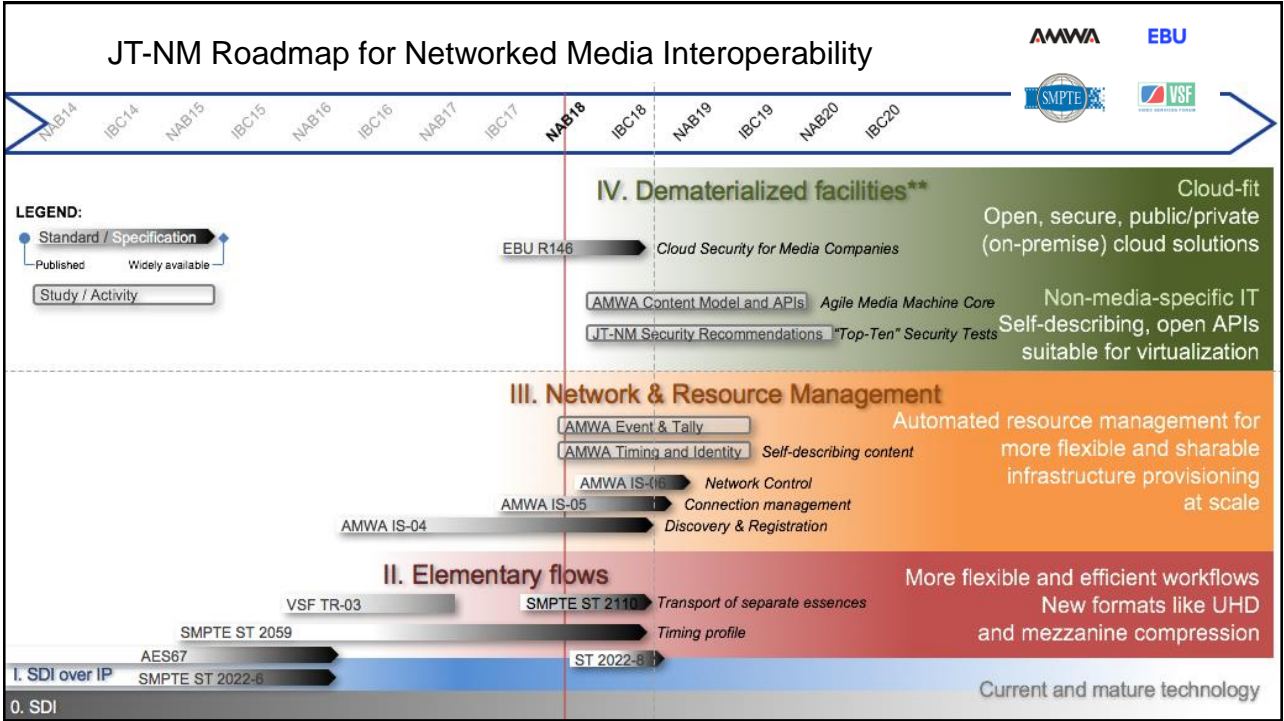 JT-NM Roadmap for Networked Media Interoperability
AMWA
EBU
SMPTE
VSF
VIDEO SERVICES FORUM
NAB14
IBC14
NAB15
IBC15
NAB16
IBC16
NAB17
IBC17
NAB18
IBC18
NAB19
IBC19
NAB20
IBC20
LEGEND:
Standard / Specification
Published
Widely available
Study / Activity
IV. Dematerialized facilities**
Cloud-fit
Open, secure, public/private
(on-premise) cloud solutions
EBU R146
Cloud Security for Media Companies
AMWA Content Model and APIs
Agile Media Machine Core
JT-NM Security Recommendations
"Top-Ten" Security Tests
Non-media-specific IT
Self-describing, open APIs
suitable for virtualization
III. Network & Resource Management
AMWA Event & Tally
AMWA Timing and Identity
Self-describing content
AMWA IS-06
Network Control
AMWA IS-05
Connection management
AMWA IS-04
Discovery & Registration
Automated resource management for
more flexible and sharable
infrastructure provisioning
at scale
II. Elementary flows
VSF TR-03
SMPTE ST 2110
Transport of separate essences
SMPTE ST 2059
Timing profile
More flexible and efficient workflows
New formats like UHD
and mezzanine compression
AES67
ST 2022-8
I. SDI over IP
SMPTE ST 2022-6
Current and mature technology
0. SDI